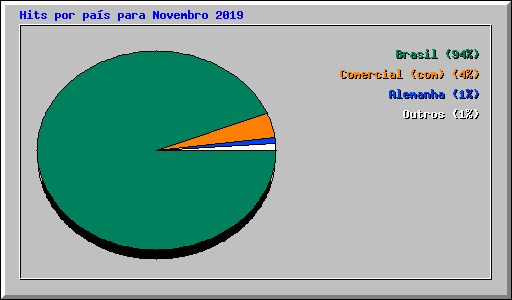 Hits por país para Novembro 2019
Brasil (94%)
Comercial (com) (4%)
Alemanha (1%)
Outros (1%)